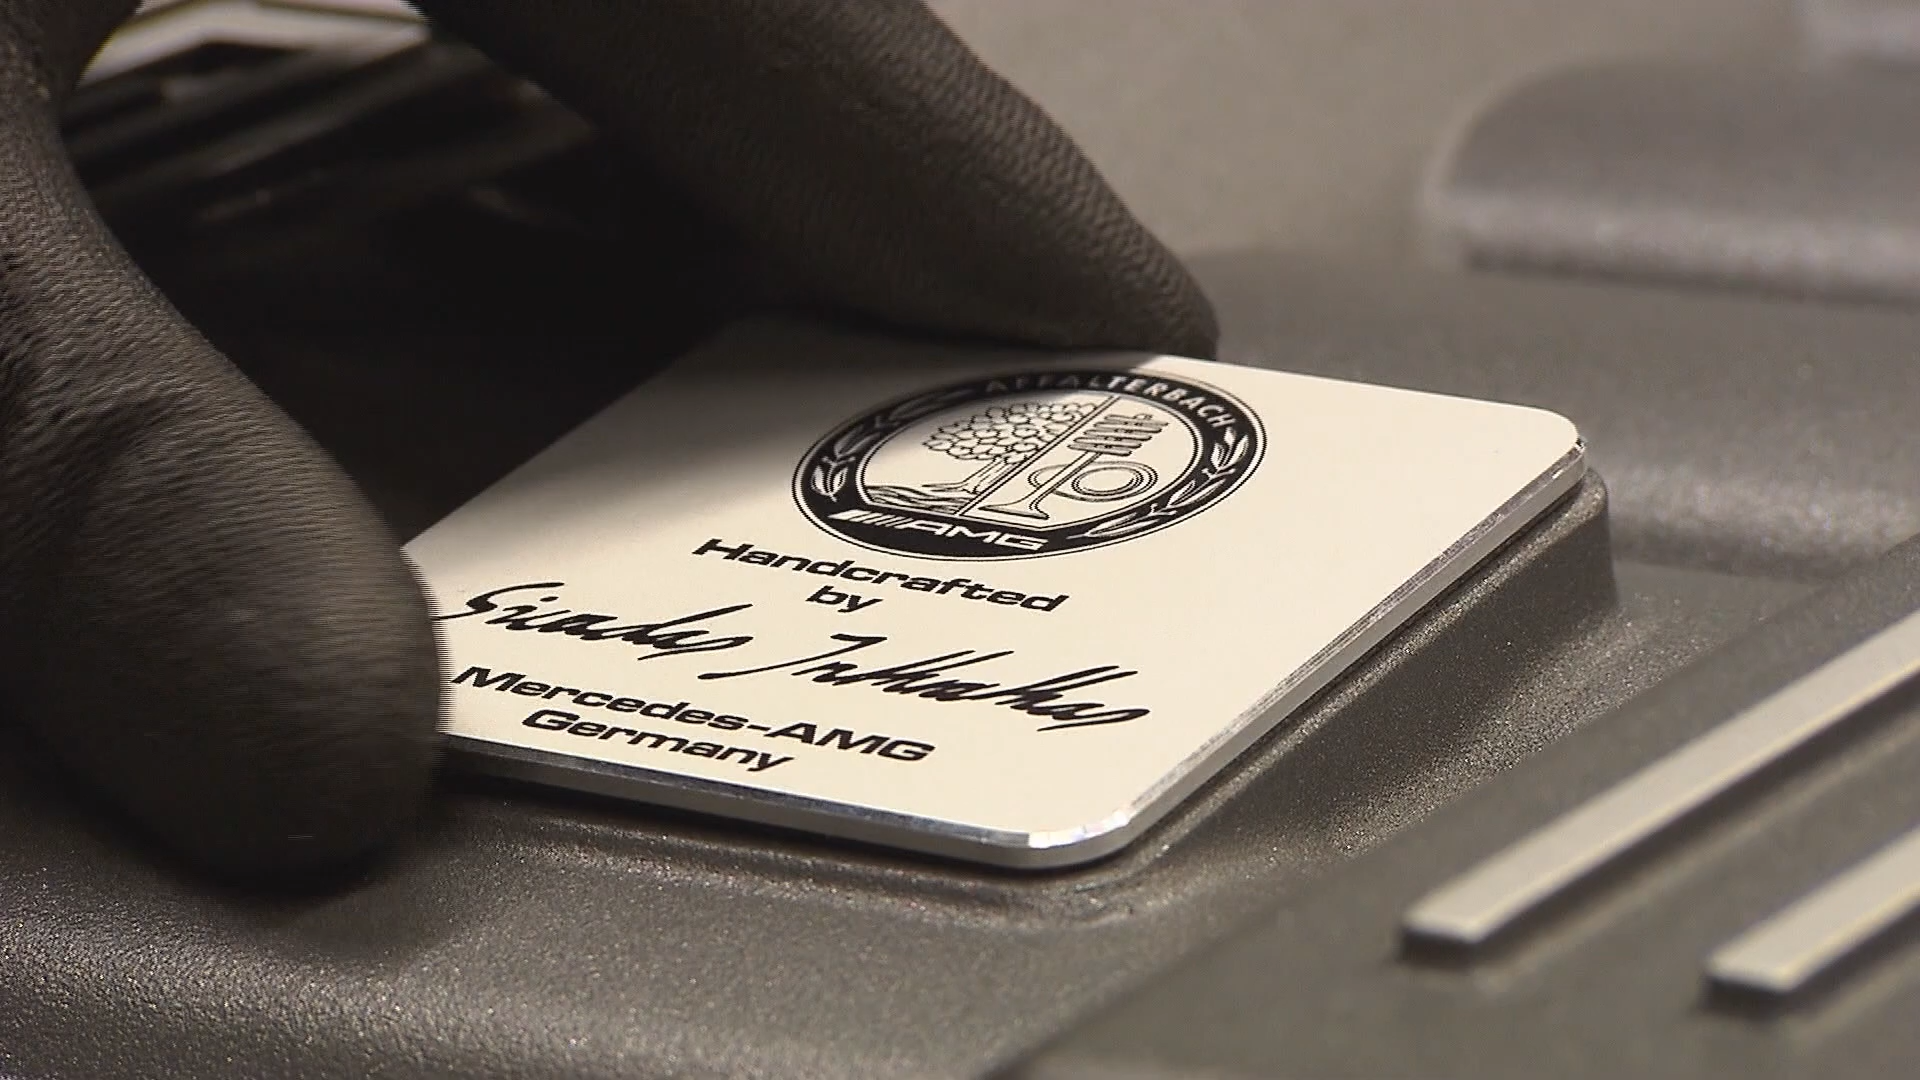 AFFALTERBACH
AMG
Handcrafted
by
Mercedes-AMG
Germany